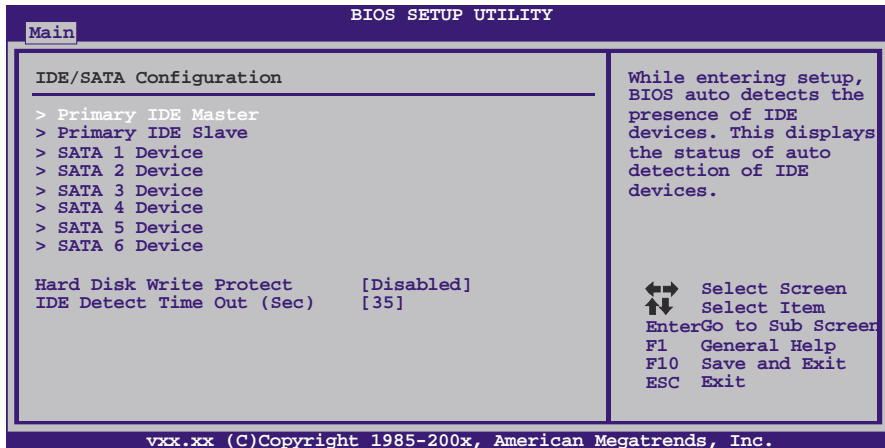 BIOS SETUP UTILITY
Main
IDE/SATA Configuration
> Primary IDE Master
> Primary IDE Slave
> SATA 1 Device
> SATA 2 Device
> SATA 3 Device
> SATA 4 Device
> SATA 5 Device
> SATA 6 Device
Hard Disk Write Protect [Disabled]
IDE Detect Time Out (Sec) [35]
While entering setup,
BIOS auto detects the
presence of IDE
devices. This displays
the status of auto
detection of IDE
devices.
Select Screen
Select Item
EnterGo to Sub Screen
F1 General Help
F10 Save and Exit
ESC Exit
vxx.xx (C)Copyright 1985-200x, American Megatrends, Inc.